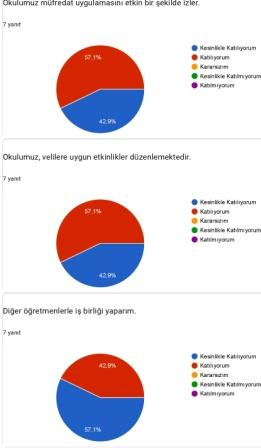 Okulumuz müfredat uygulamasını etkin bir şekilde izler.
7 yanıt
57,1%
42,9%
Kesinlikle Katılıyorum
Katılıyorum
Kararsızım
Kesinlikle Katılmıyorum
Katılmıyorum
Okulumuz, velilere uygun etkinlikler düzenlemektedir.
7 yanıt
57,1%
42,9%
Kesinlikle Katılıyorum
Katılıyorum
Kararsızım
Kesinlikle Katılmıyorum
Katılmıyorum
Diğer öğretmenlerle iş birliği yaparım.
7 yanıt
42,9%
57,1%
Kesinlikle Katılıyorum
Katılıyorum
Kararsızım
Kesinlikle Katılmıyorum
Katılmıyorum